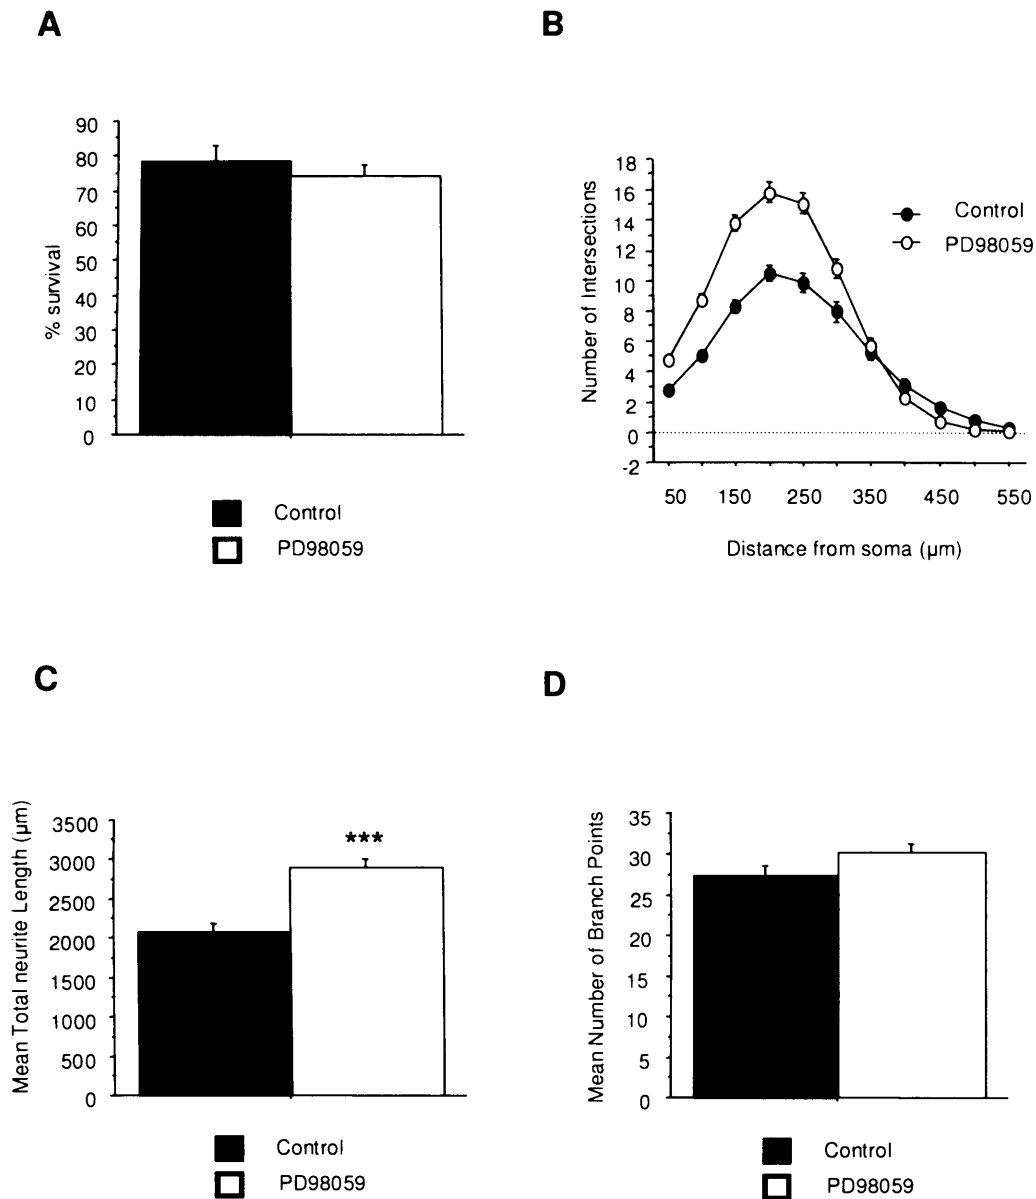 A
% survival
90
80
70
60
50
40
30
20
10
0
Control
PD98059
B
Number of Intersections
18
16
14
12
10
8
6
4
2
0
-2
50 150 250 350 450 550
Distance from soma (µm)
Control
PD98059
C
Mean Total neurite Length (µm)
3500
3000
2500
2000
1500
1000
500
0
***
Control
PD98059
D
Mean Number of Branch Points
35
30
25
20
15
10
5
0
Control
PD98059